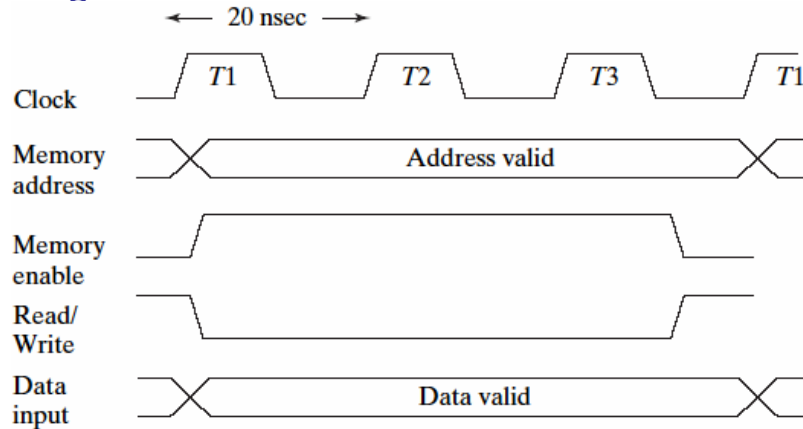 20 nsec
T1 T2 T3 T1
Clock
Memory address
Address valid
Memory enable
Read/
Write
Data input
Data valid